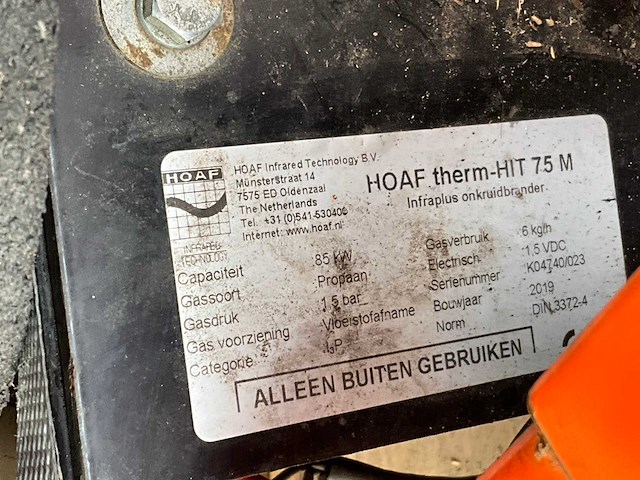 HOAF
INFRARED
TECHNOLOGY
HOAF Infrared Technology B.V.
Münsterstraat 14
7575 ED Oldenzaal
The Netherlands
Tel. +31 (0)541-530400
Internet: www.hoaf.nl
HOAF therm-HIT 75 M
Infraplus onkruidbrander
Capaciteit 85 kW
Gassoort Propaan
Gasdruk 1,5 bar
Gas voorziening Vloeistofafname
Categorie
Gasverbruik 6 kg/h
Electrisch 1,5 VDC
Serienummer K04740/023
Bouwjaar 2019
Norm DIN 3372-4
ALLEEN BUITEN GEBRUIKEN